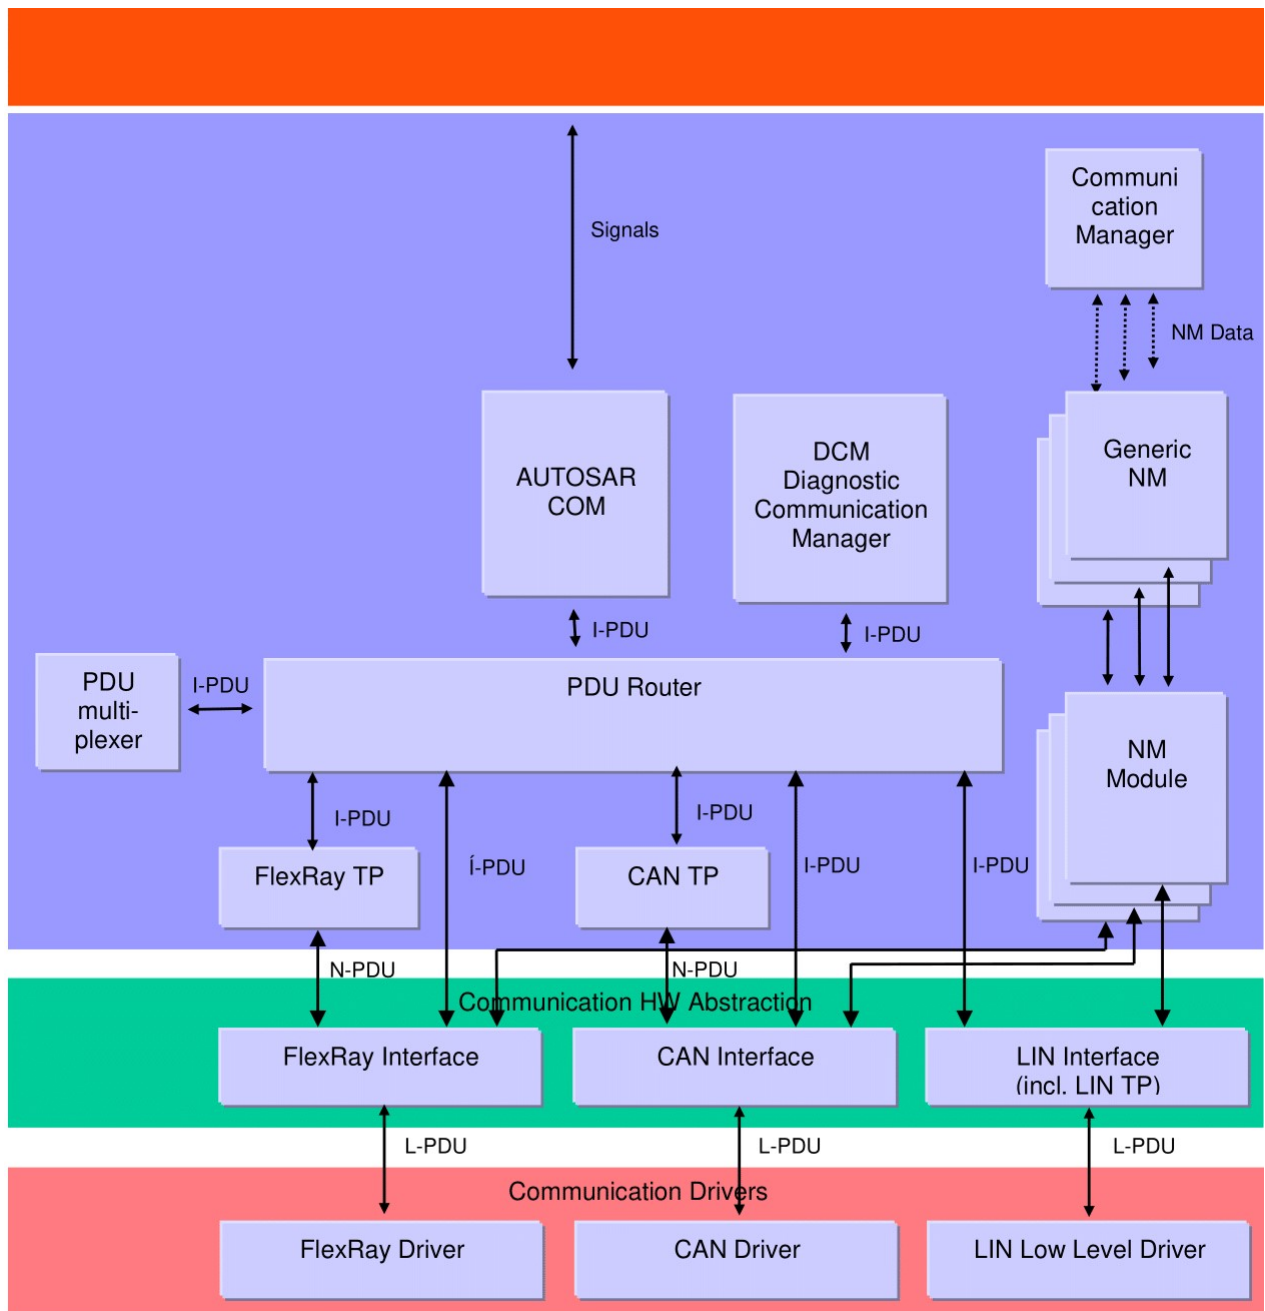 Communi
cation
Manager
Signals
NM Data
AUTOSAR
COM
DCM
Diagnostic
Communication
Manager
Generic
NM
I-PDU
I-PDU
PDU
multi-
plexer
I-PDU
PDU Router
NM
Module
I-PDU
Í-PDU
I-PDU
I-PDU
I-PDU
FlexRay TP
CAN TP
N-PDU
N-PDU
Communication HW Abstraction
FlexRay Interface
CAN Interface
LIN Interface
(incl. LIN TP)
L-PDU
L-PDU
L-PDU
Communication Drivers
FlexRay Driver
CAN Driver
LIN Low Level Driver